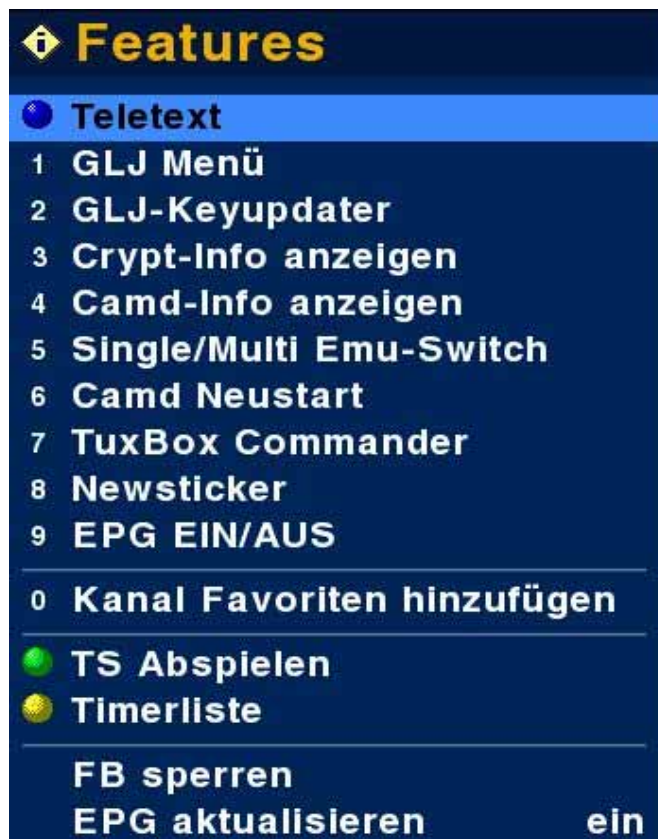 Features
Teletext
1 GLJ Menü
2 GLJ-Keyupdater
3 Crypt-Info anzeigen
4 Camd-Info anzeigen
5 Single/Multi Emu-Switch
6 Camd Neustart
7 TuxBox Commander
8 Newsticker
9 EPG EIN/AUS
0 Kanal Favoriten hinzufügen
TS Abspielen
Timerliste
FB sperren
EPG aktualisieren ein